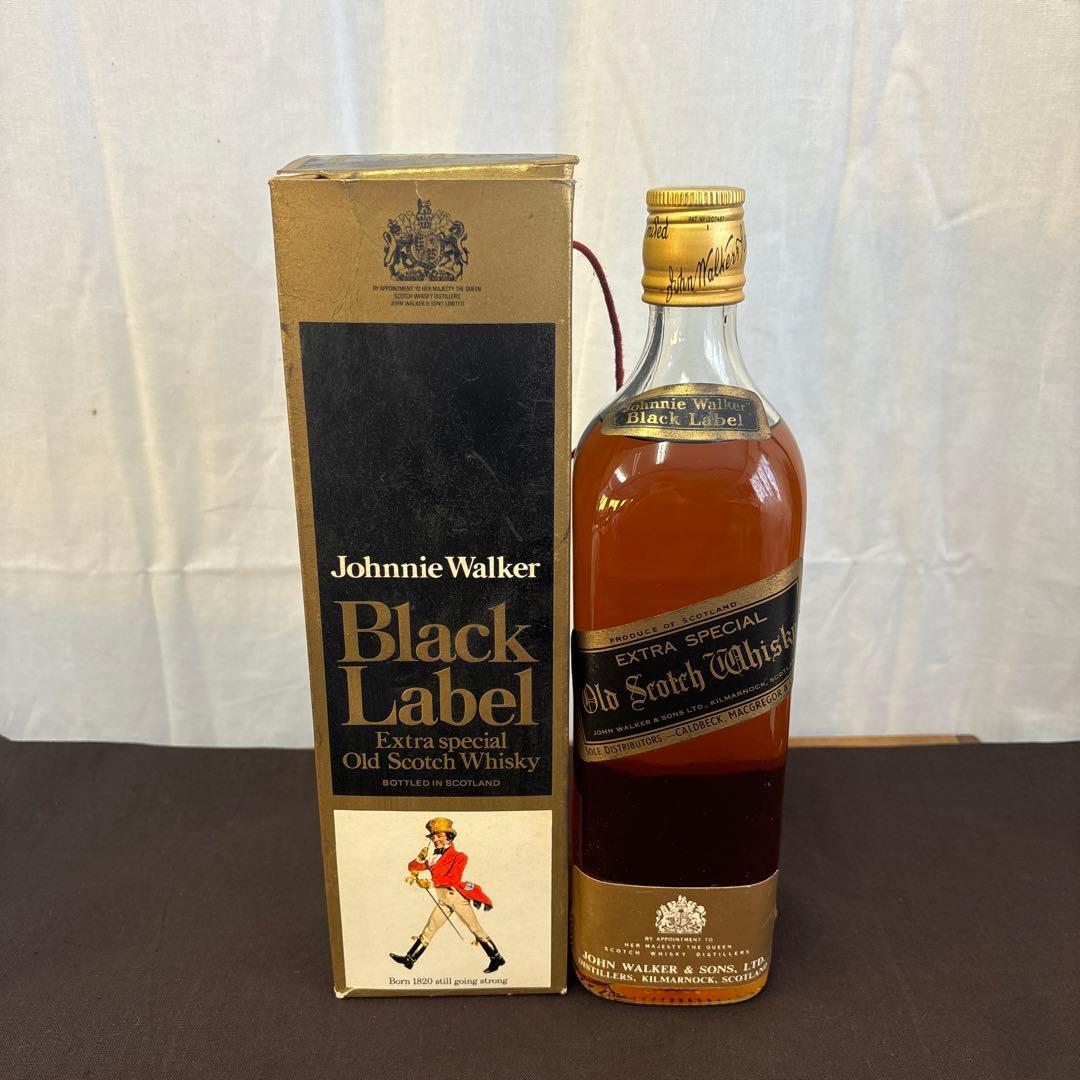 BY APPOINTMENT TO HER MAJESTY THE QUEEN
SCOTCH WHISKY DISTILLERS
JOHN WALKER & SONS LIMITED
Johnnie Walker
Black
Label
Extra special
Old Scotch Whisky
BOTTLED IN SCOTLAND
Born 1820 still going strong
PAT. Nº 1207487
John Walker &
"Johnnie Walker"
Black Label
PRODUCE OF SCOTLAND
EXTRA SPECIAL
Old Scotch Whisky
JOHN WALKER & SONS LTD., KILMARNOCK,
SOLE DISTRIBUTORS.—CALDBECK, MACGREGOR &
BY APPOINTMENT TO
HER MAJESTY THE QUEEN
SCOTCH WHISKY DISTILLERS
JOHN WALKER & SONS, LTD.
DISTILLERS, KILMARNOCK, SCOTLAND